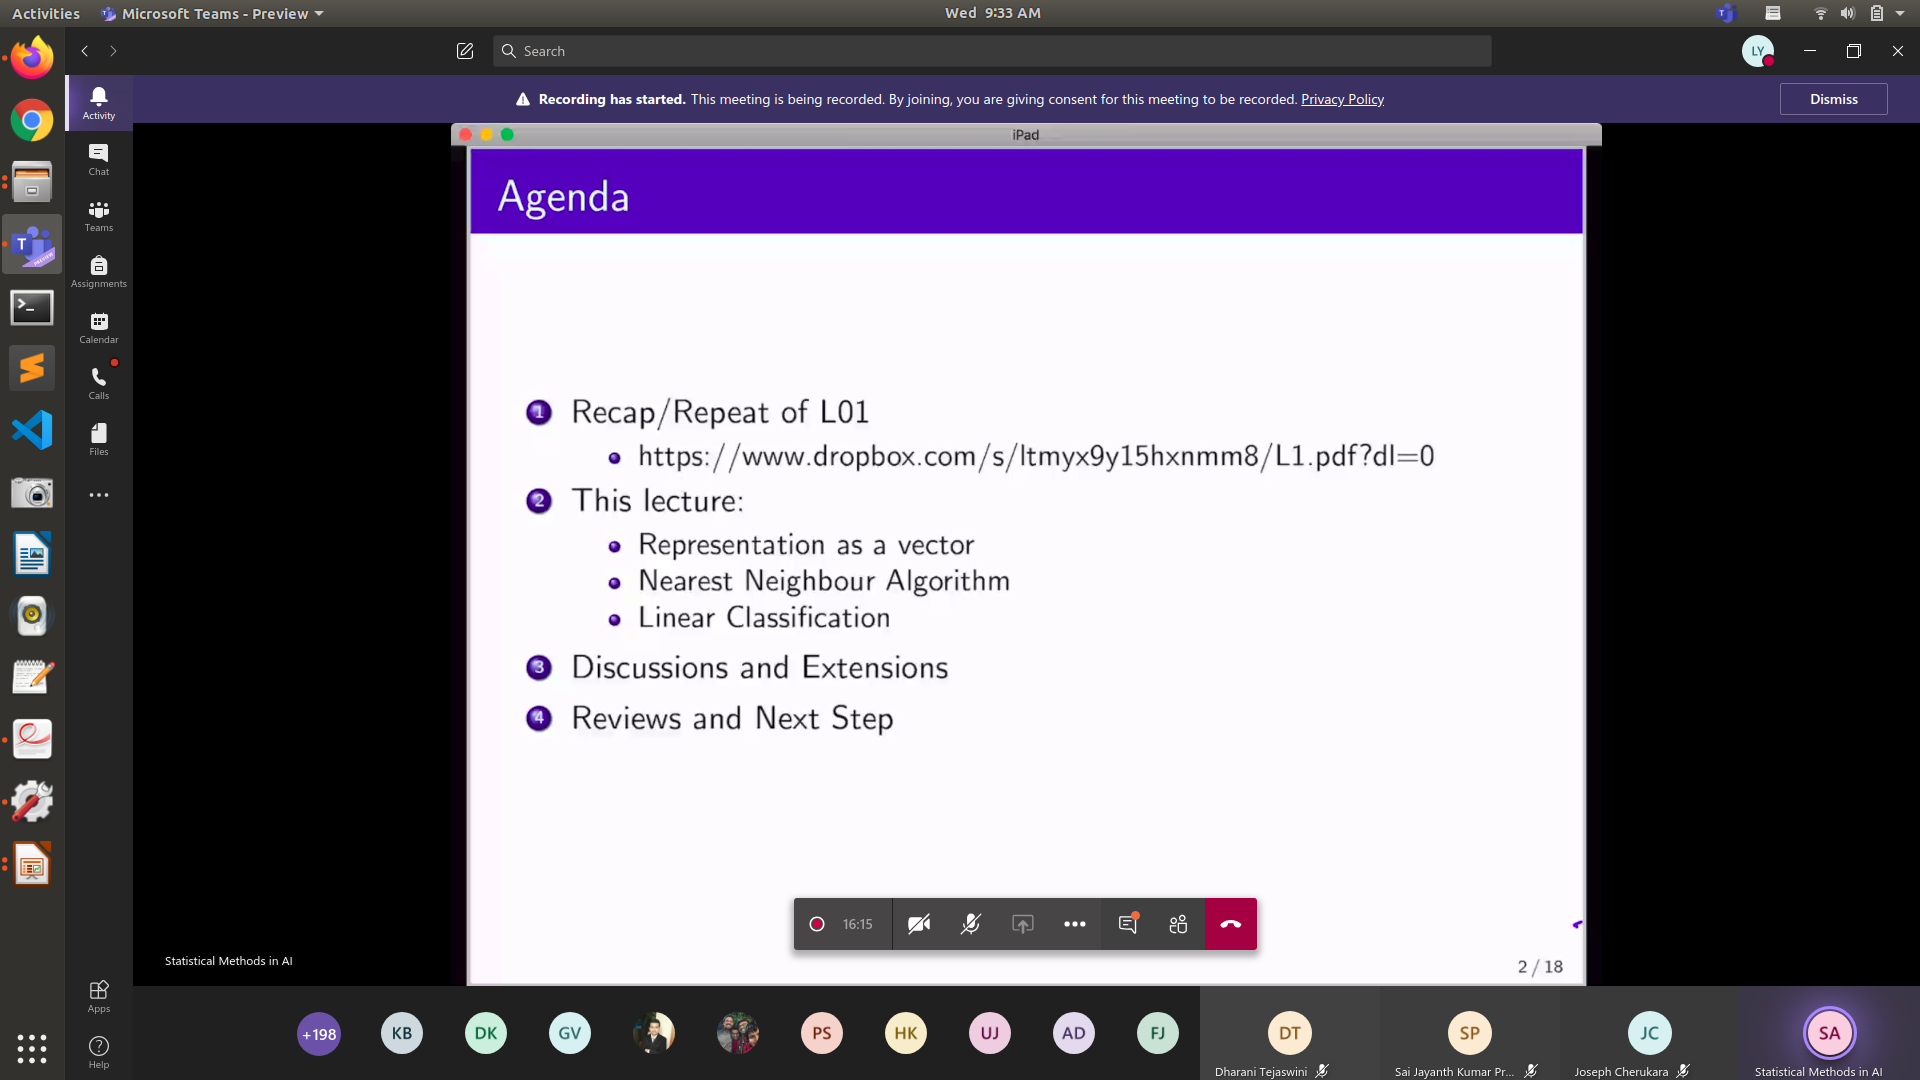 Activities
Microsoft Teams - Preview
Wed 9:33 AM
Search
LY
Recording has started. This meeting is being recorded. By joining, you are giving consent for this meeting to be recorded. Privacy Policy
Dismiss
Activity
Chat
Teams
Assignments
Calendar
Calls
Files
Apps
Help
iPad
Agenda
1 Recap/Repeat of L01
https://www.dropbox.com/s/ltmyx9y15hxnmm8/L1.pdf?dl=0
2 This lecture:
Representation as a vector
Nearest Neighbour Algorithm
Linear Classification
3 Discussions and Extensions
4 Reviews and Next Step
16:15
Statistical Methods in AI
2 / 18
+198
KB
DK
GV
PS
HK
UJ
AD
FJ
DT
SP
JC
SA
Dharani Tejaswini
Sai Jayanth Kumar Pr...
Joseph Cherukara
Statistical Methods in AI